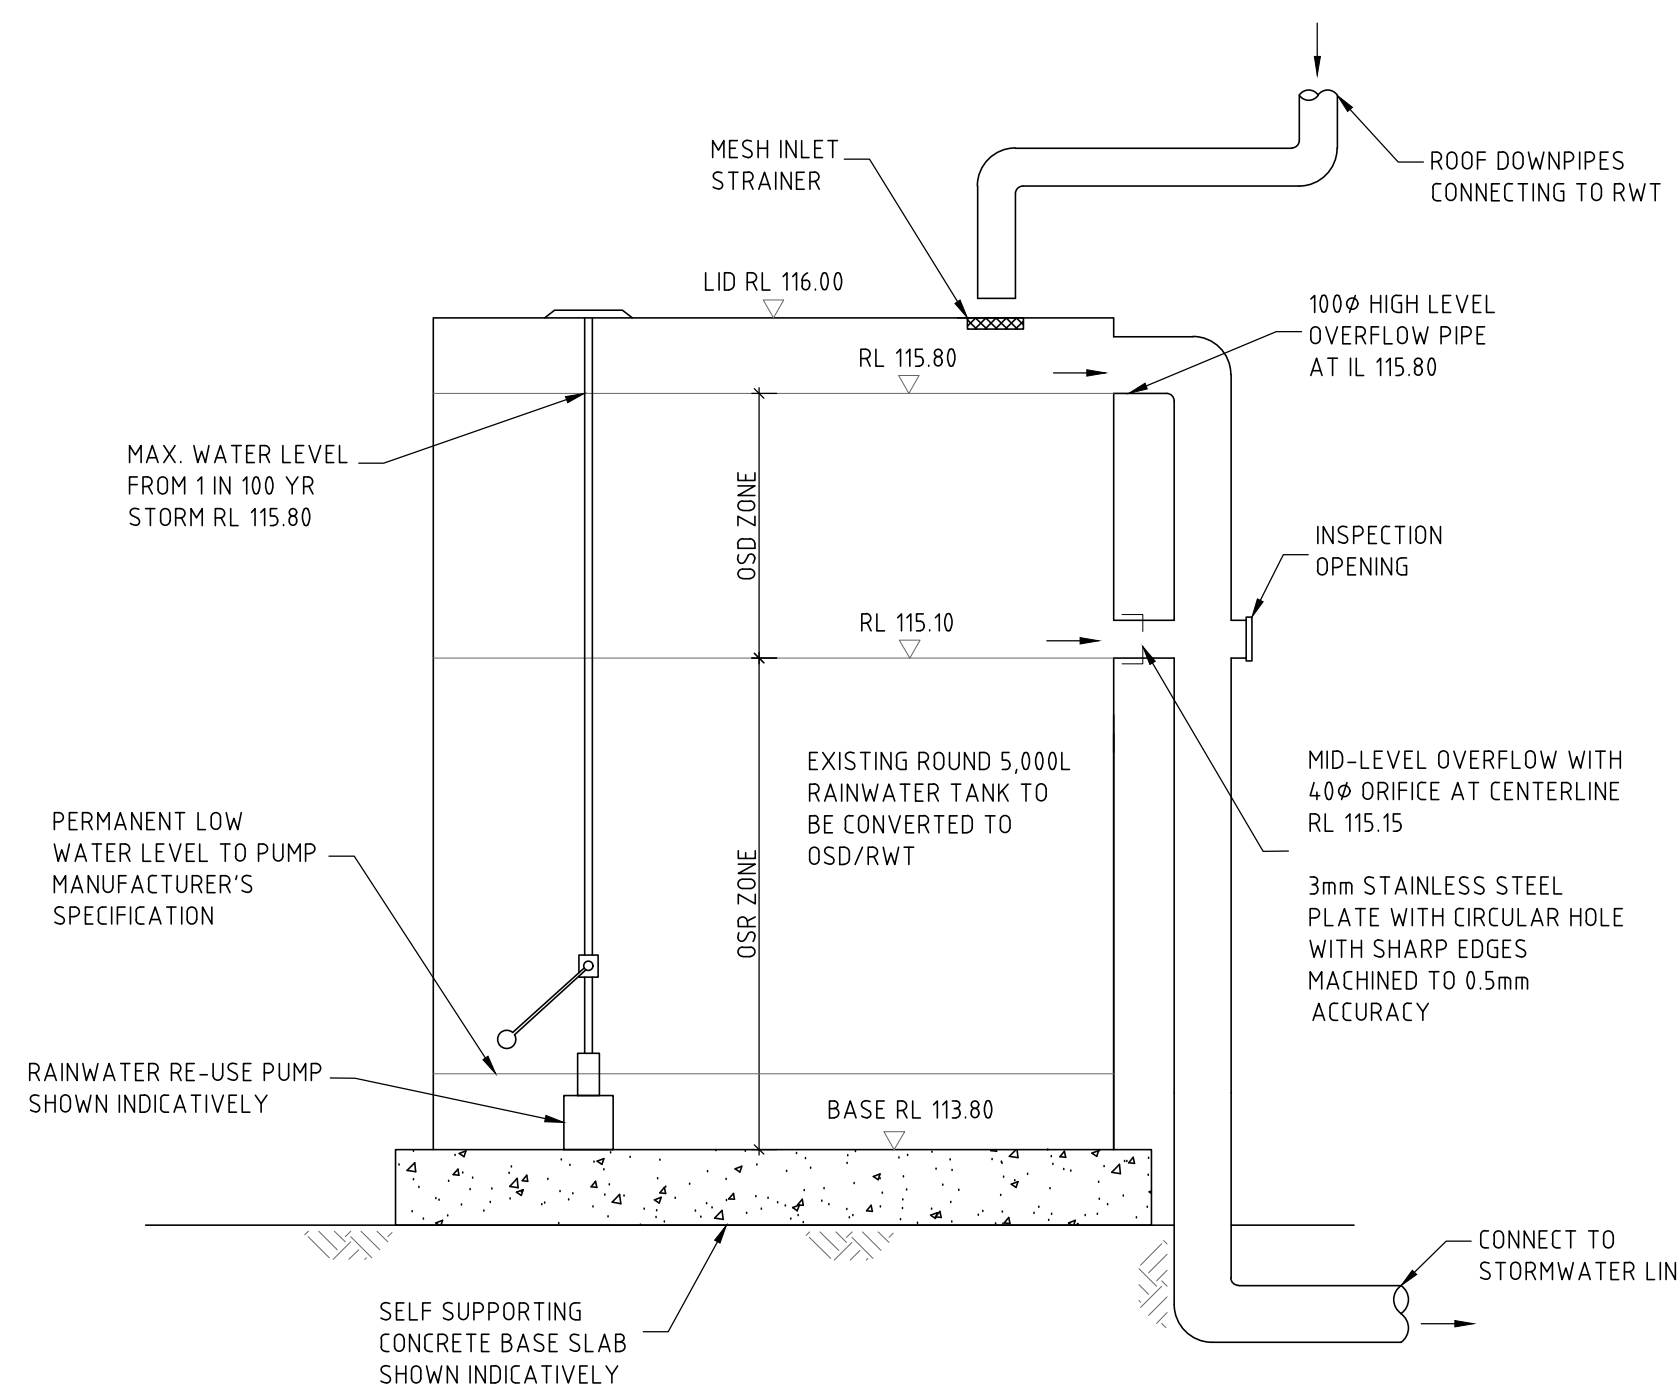 MESH INLET
STRAINER
ROOF DOWNPIPES
CONNECTING TO RWT
LID RL 116.00
100Ø HIGH LEVEL
OVERFLOW PIPE
AT IL 115.80
RL 115.80
MAX. WATER LEVEL
FROM 1 IN 100 YR
STORM RL 115.80
OSD ZONE
INSPECTION
OPENING
RL 115.10
EXISTING ROUND 5,000L
RAINWATER TANK TO
BE CONVERTED TO
OSD/RWT
MID-LEVEL OVERFLOW WITH
40Ø ORIFICE AT CENTERLINE
RL 115.15
3mm STAINLESS STEEL
PLATE WITH CIRCULAR HOLE
WITH SHARP EDGES
MACHINED TO 0.5mm
ACCURACY
PERMANENT LOW
WATER LEVEL TO PUMP
MANUFACTURER'S
SPECIFICATION
OSR ZONE
RAINWATER RE-USE PUMP
SHOWN INDICATIVELY
BASE RL 113.80
CONNECT TO
STORMWATER LIN
SELF SUPPORTING
CONCRETE BASE SLAB
SHOWN INDICATIVELY